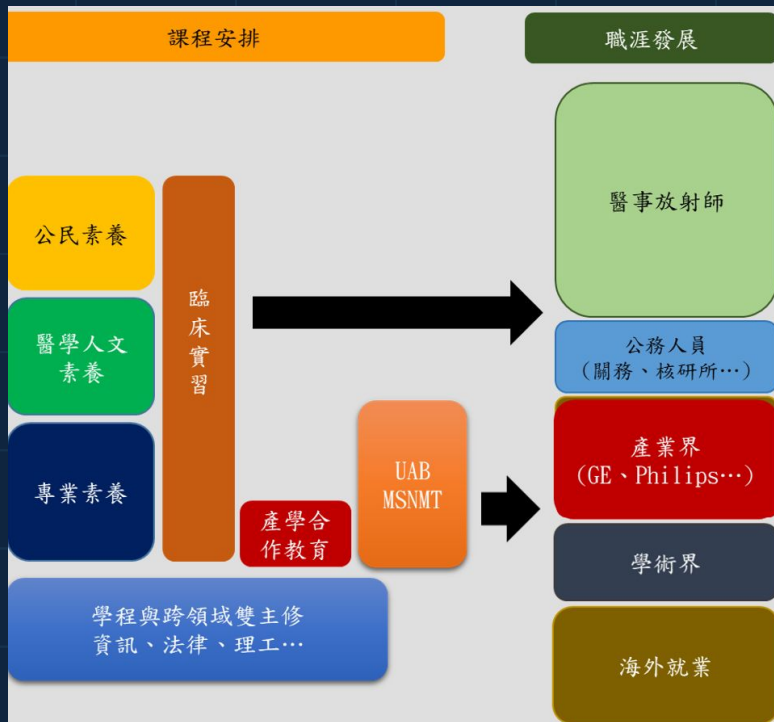 課程安排
職涯發展
公民素養
醫學人文
素養
專業素養
臨床實習
產學合
作教育
UAB
MSNMT
學程與跨領域雙主修
資訊、法律、理工…
醫事放射師
公務人員
(關務、核研所…)
產業界
(GE、Philips…)
學術界
海外就業